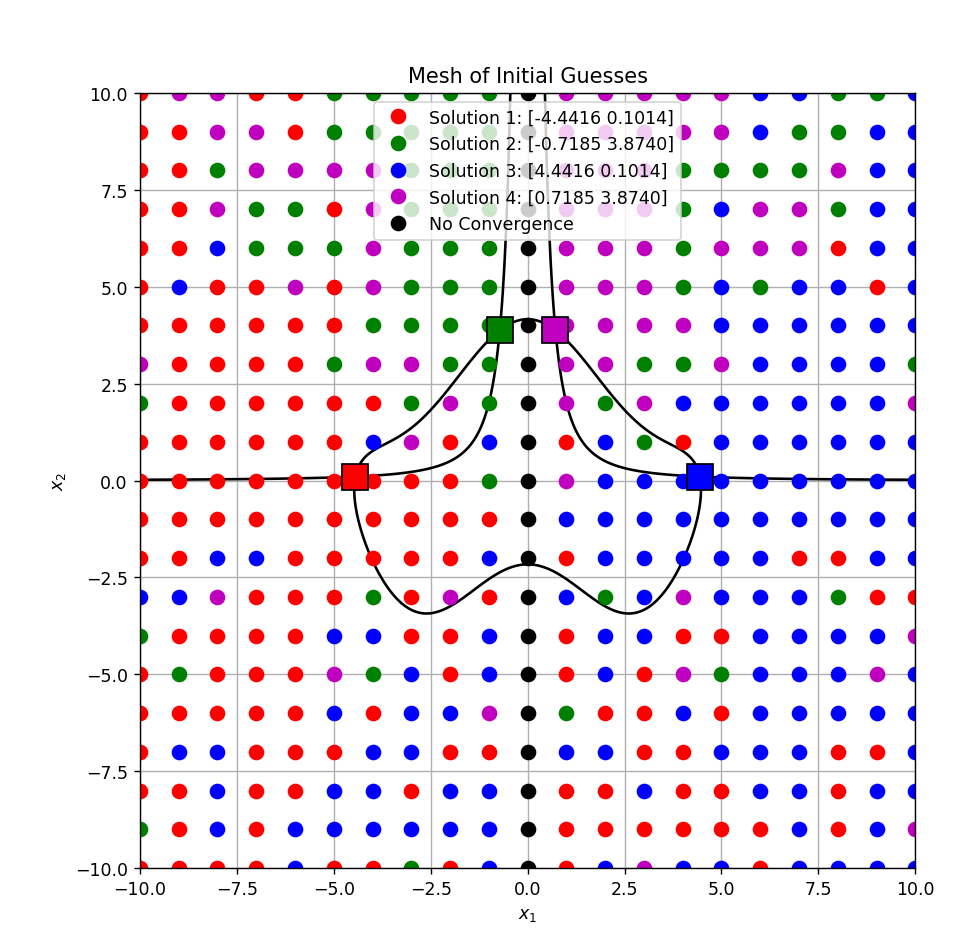 Mesh of Initial Guesses
10.0
7.5
5.0
2.5
0.0
−2.5
−5.0
−7.5
−10.0
x₂
Solution 1: [-4.4416 0.1014]
Solution 2: [-0.7185 3.8740]
Solution 3: [4.4416 0.1014]
Solution 4: [0.7185 3.8740]
No Convergence
−10.0 −7.5 −5.0 −2.5 0.0 2.5 5.0 7.5 10.0
x₁